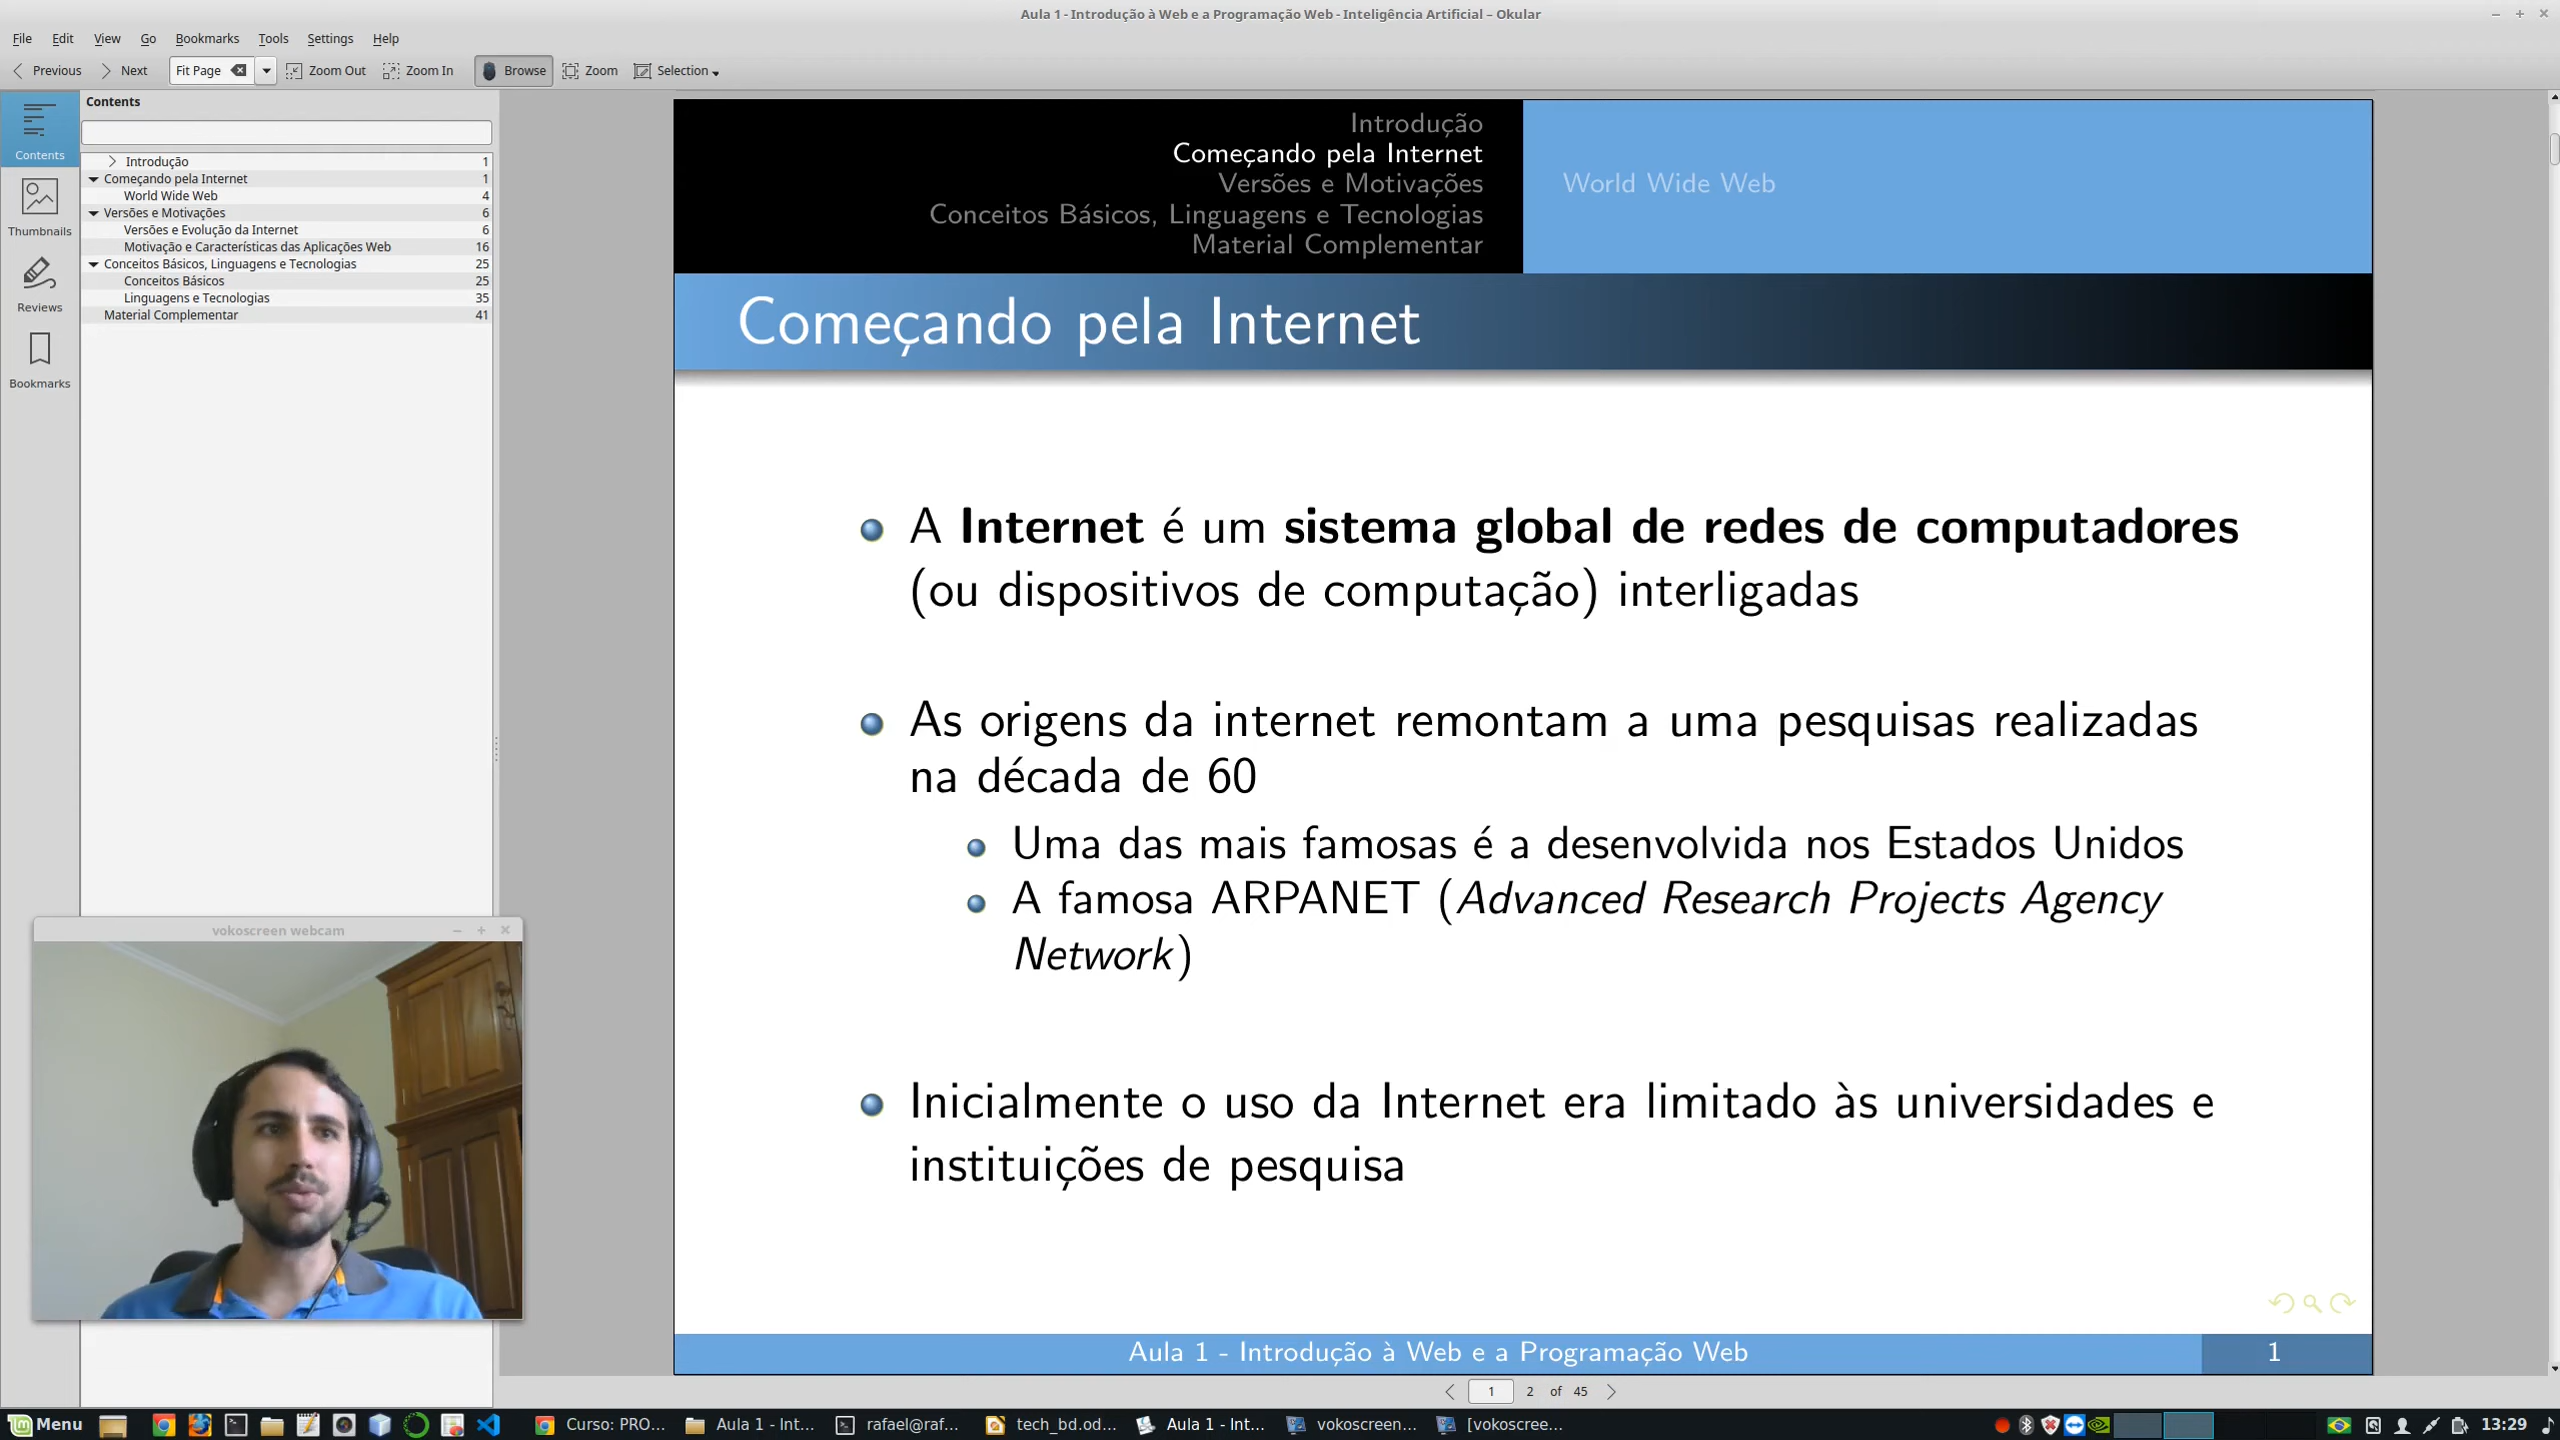 Aula 1 - Introdução à Web e a Programação Web - Inteligência Artificial – Okular
File Edit View Go Bookmarks Tools Settings Help
Previous Next Fit Page Zoom Out Zoom In Browse Zoom Selection
Contents
Contents
Thumbnails
Reviews
Bookmarks
Introdução 1
Começando pela Internet 1
World Wide Web 4
Versões e Motivações 6
Versões e Evolução da Internet 6
Motivação e Características das Aplicações Web 16
Conceitos Básicos, Linguagens e Tecnologias 25
Conceitos Básicos 25
Linguagens e Tecnologias 35
Material Complementar 41
vokoscreen webcam
Introdução
Começando pela Internet
Versões e Motivações
Conceitos Básicos, Linguagens e Tecnologias
Material Complementar
World Wide Web
Começando pela Internet
A Internet é um sistema global de redes de computadores
(ou dispositivos de computação) interligadas
As origens da internet remontam a uma pesquisas realizadas
na década de 60
Uma das mais famosas é a desenvolvida nos Estados Unidos
A famosa ARPANET (Advanced Research Projects Agency
Network)
Inicialmente o uso da Internet era limitado às universidades e
instituições de pesquisa
Aula 1 - Introdução à Web e a Programação Web 1
1 2 of 45
Menu Curso: PRO... Aula 1 - Int... rafael@raf... tech_bd.od... Aula 1 - Int... vokoscreen... [vokoscree... 13:29